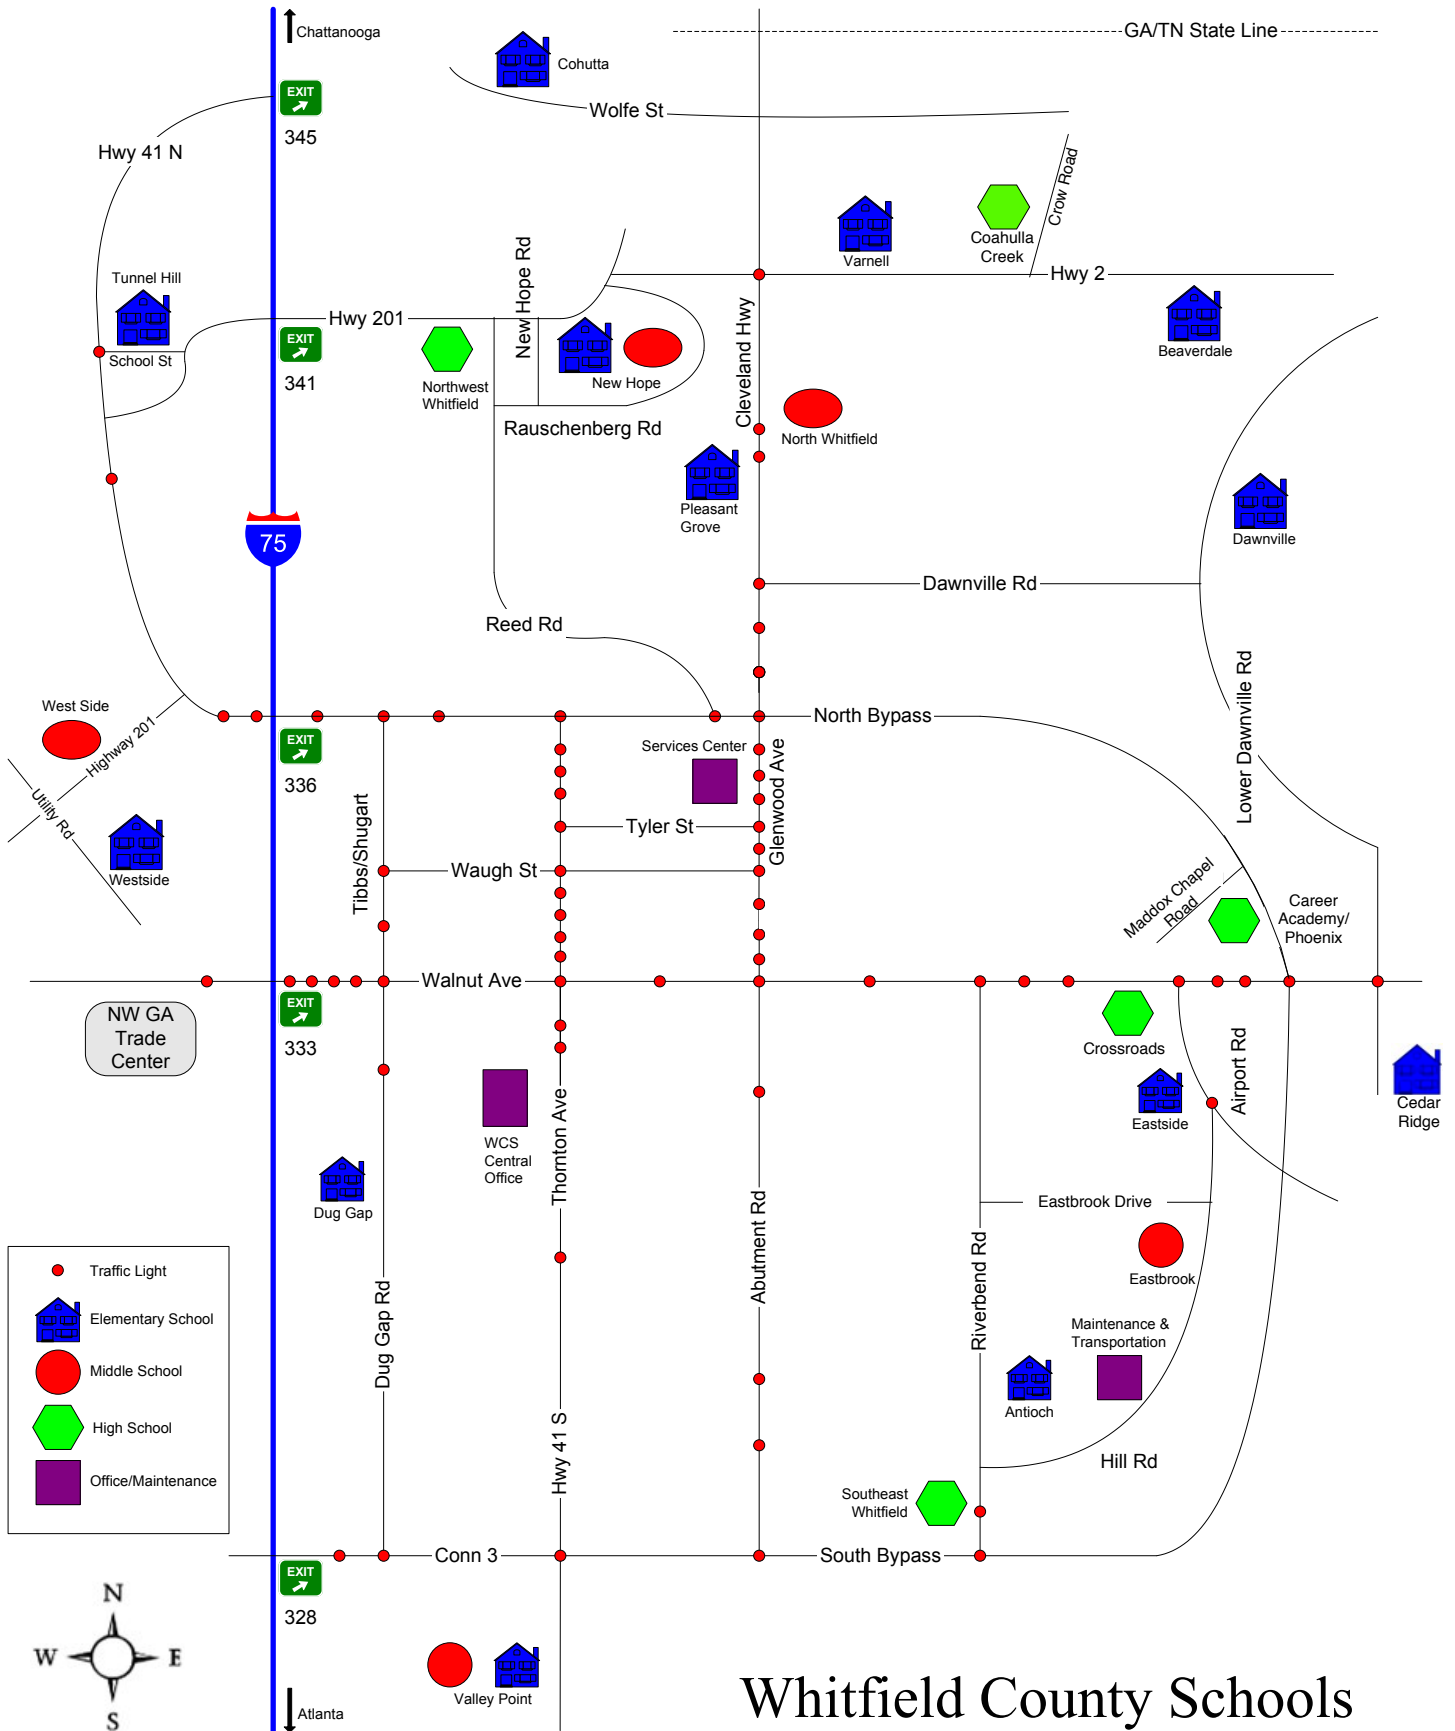 Chattanooga
GA/TN State Line
Cohutta
EXIT
345
Wolfe St
Hwy 41 N
Crow Road
Coahulla
Creek
Varnell
New Hope Rd
Hwy 2
Tunnel Hill
Hwy 201
Cleveland Hwy
School St
EXIT
341
Northwest
Whitfield
New Hope
Beaverdale
Rauschenberg Rd
North Whitfield
Pleasant
Grove
75
Dawnville
Dawnville Rd
Reed Rd
Lower Dawnville Rd
West Side
Highway 201
North Bypass
EXIT
336
Services Center
Glenwood Ave
Utility Rd
Tibbs/Shugart
Tyler St
Westside
Waugh St
Maddox Chapel
Road
Career
Academy/
Phoenix
Walnut Ave
NW GA
Trade
Center
EXIT
333
Crossroads
Airport Rd
Eastside
Cedar
Ridge
WCS
Central
Office
Thornton Ave
Dug Gap
Abutment Rd
Eastbrook Drive
Riverbend Rd
Eastbrook
Traffic Light
Elementary School
Middle School
High School
Office/Maintenance
Dug Gap Rd
Maintenance &
Transportation
Antioch
Hwy 41 S
Hill Rd
Southeast
Whitfield
Conn 3
South Bypass
EXIT
328
N
W
E
S
Valley Point
Atlanta
Whitfield County Schools